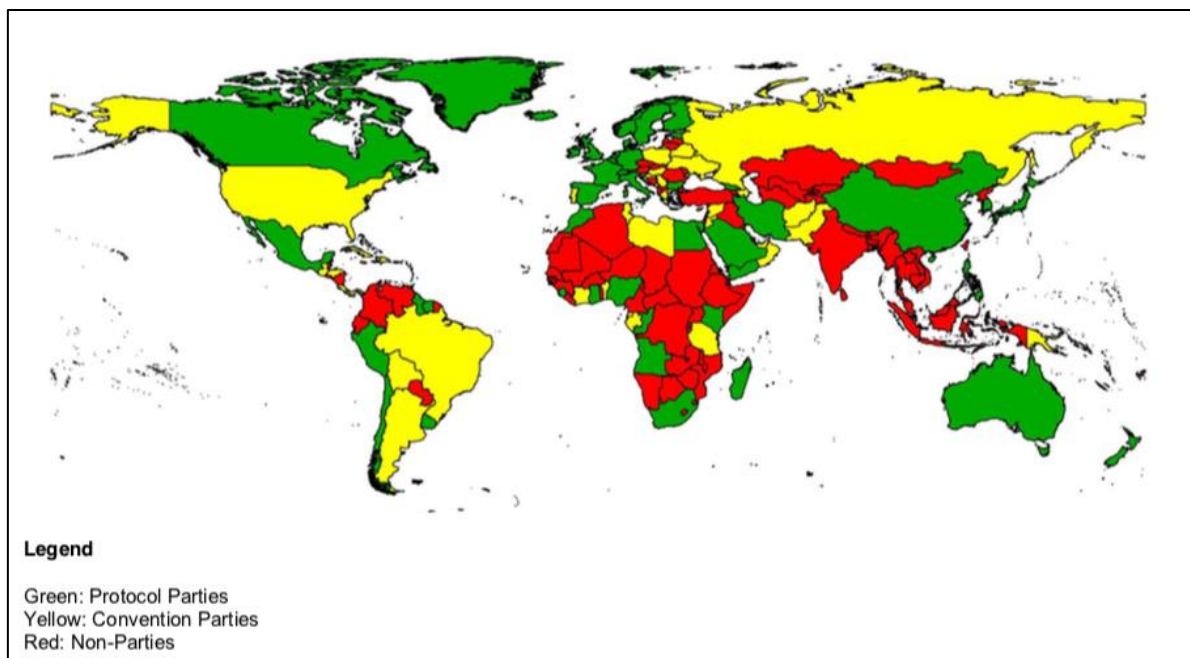 Legend
Green: Protocol Parties
Yellow: Convention Parties
Red: Non-Parties